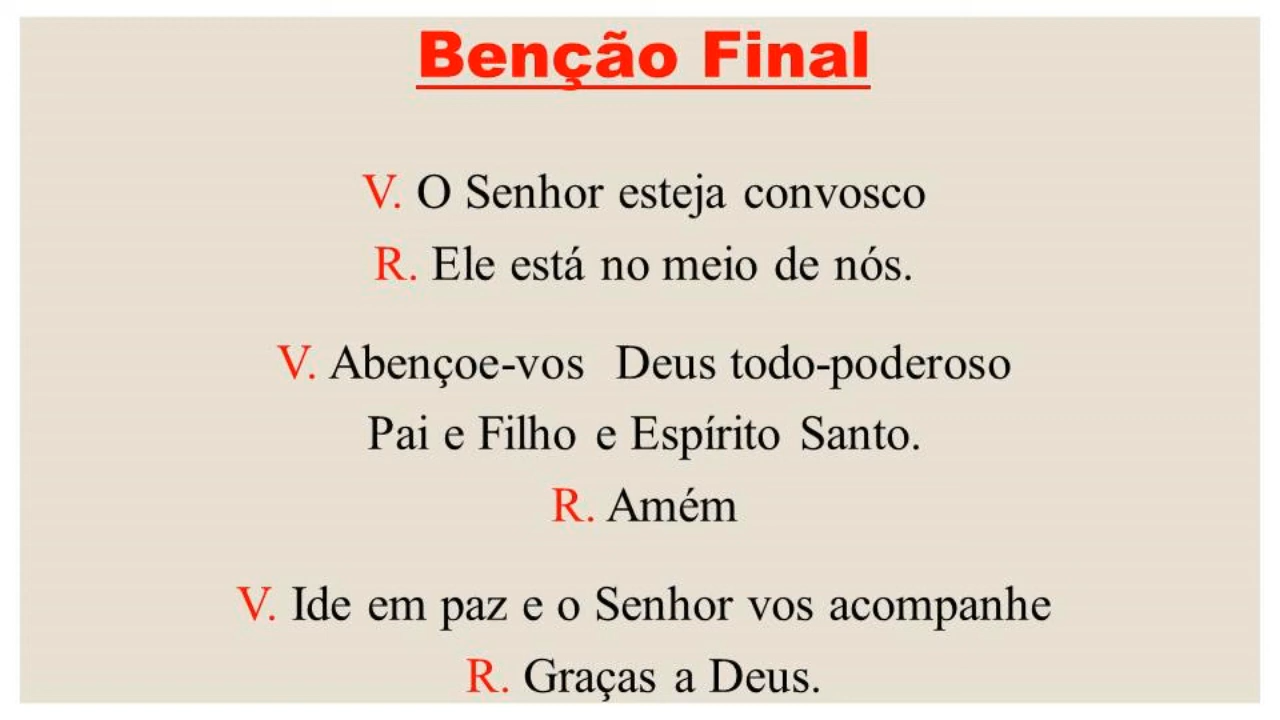 Benção Final
V. O Senhor esteja convosco
R. Ele está no meio de nós.
V. Abençoe-vos  Deus todo-poderoso
Pai e Filho e Espírito Santo.
R. Amém
V. Ide em paz e o Senhor vos acompanhe
R. Graças a Deus.